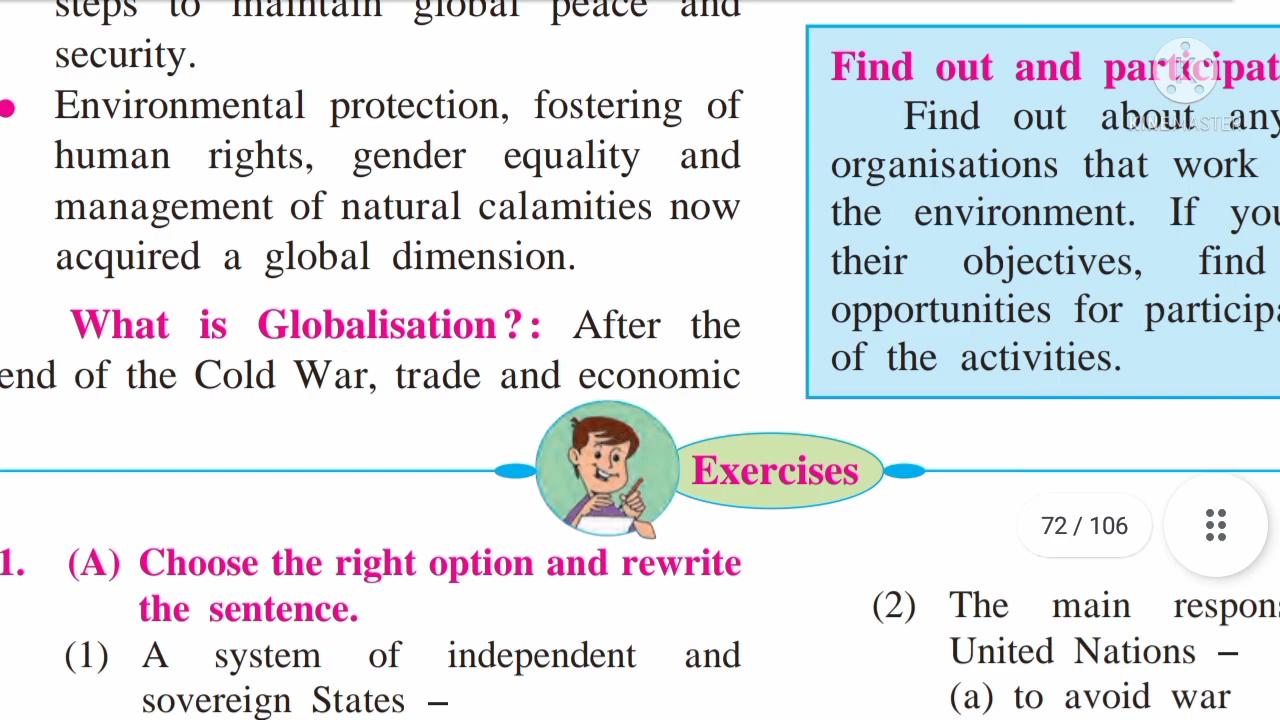 steps to maintain global peace and
security.
Environmental protection, fostering of
human rights, gender equality and
management of natural calamities now
acquired a global dimension.
What is Globalisation?: After the
end of the Cold War, trade and economic
Find out and participat
Find out about any
organisations that work
the environment. If you
their objectives, find
opportunities for participa
of the activities.
KINEMASTER
Exercises
72 / 106
1. (A) Choose the right option and rewrite
the sentence.
(1) A system of independent and
sovereign States –
(2) The main respons
United Nations –
(a) to avoid war